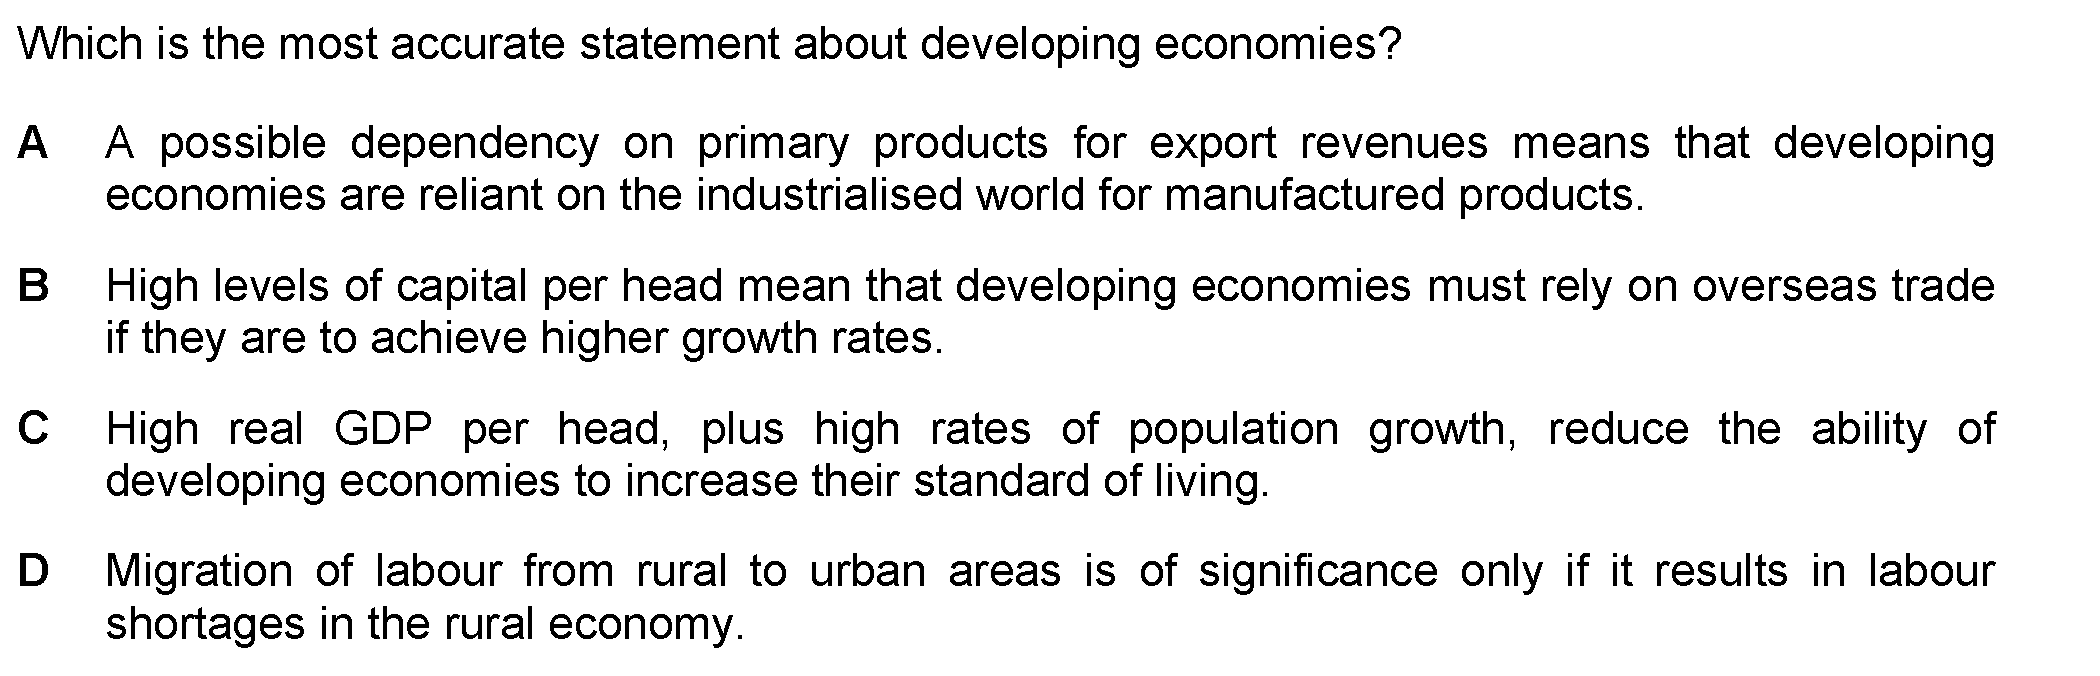 Which is the most accurate statement about developing economies?
A A possible dependency on primary products for export revenues means that developing
economies are reliant on the industrialised world for manufactured products.
B High levels of capital per head mean that developing economies must rely on overseas trade
if they are to achieve higher growth rates.
C High real GDP per head, plus high rates of population growth, reduce the ability of
developing economies to increase their standard of living.
D Migration of labour from rural to urban areas is of significance only if it results in labour
shortages in the rural economy.